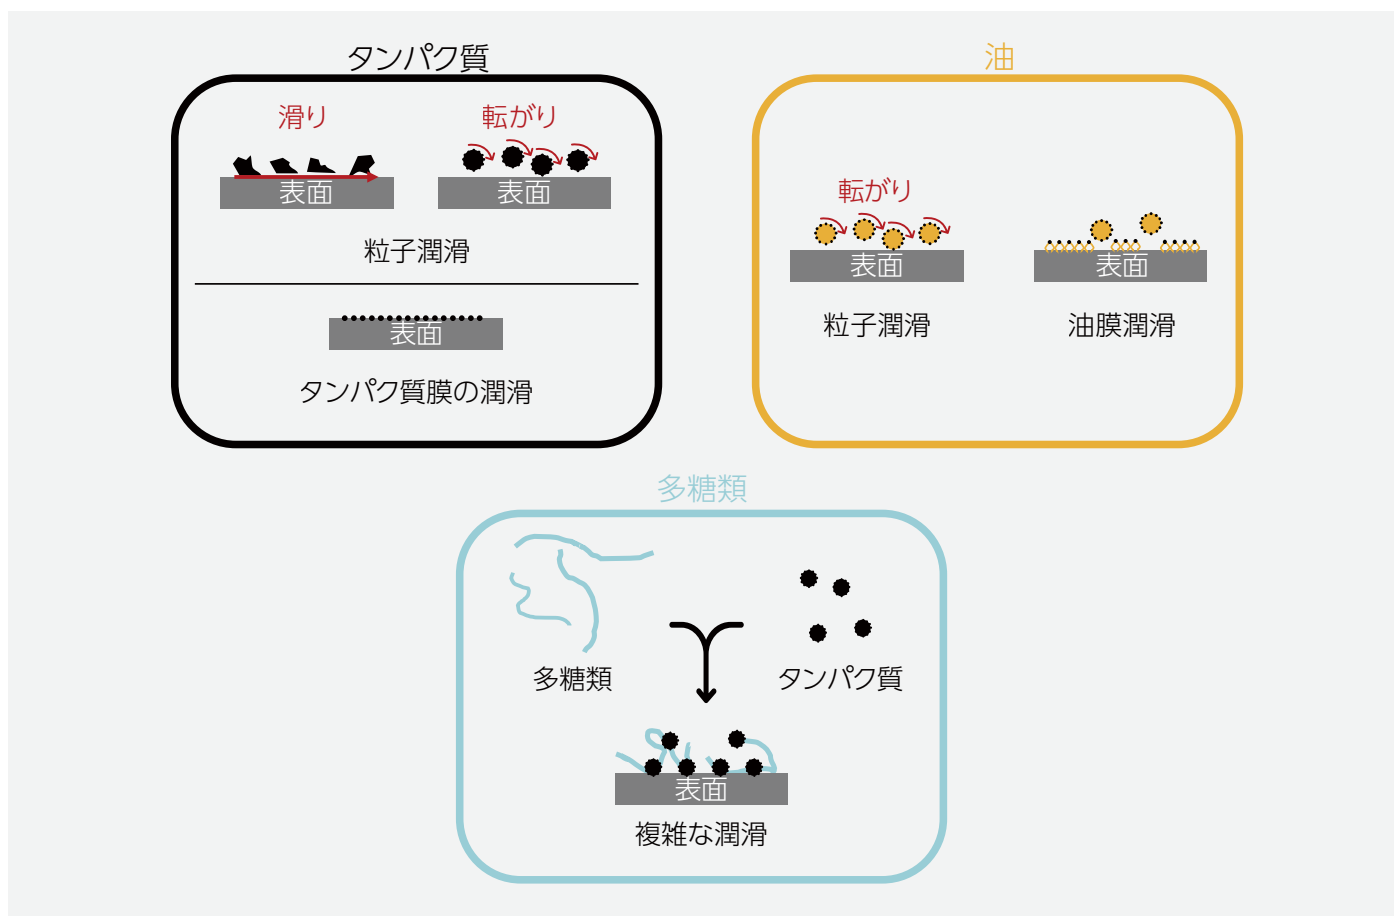 タンパク質
滑り
転がり
表面
表面
粒子潤滑
表面
タンパク質膜の潤滑
油
転がり
表面
表面
粒子潤滑
油膜潤滑
多糖類
多糖類
タンパク質
表面
複雑な潤滑